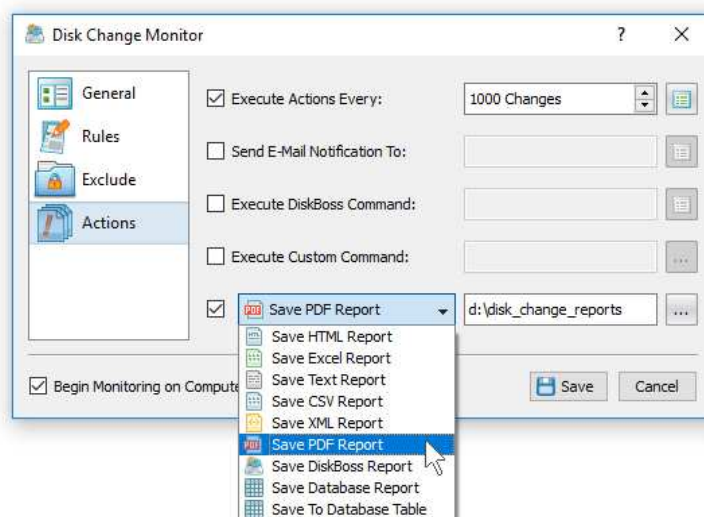 Disk Change Monitor
?
General
Rules
Exclude
Actions
Execute Actions Every:
1000 Changes
Send E-Mail Notification To:
Execute DiskBoss Command:
Execute Custom Command:
...
PDF
Save PDF Report
d:\disk_change_reports
...
Save HTML Report
Save Excel Report
Save Text Report
Save CSV Report
Save XML Report
Save PDF Report
Save DiskBoss Report
Save Database Report
Save To Database Table
Begin Monitoring on Compute
Save
Cancel